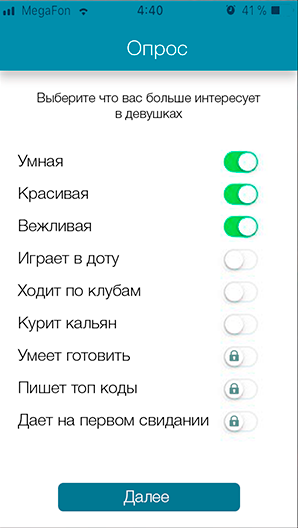 MegaFon 4:40 41 %
Опрос
Выберите что вас больше интересует
в девушках
Умная
Красивая
Вежливая
Играет в доту
Ходит по клубам
Курит кальян
Умеет готовить
Пишет топ коды
Дает на первом свидании
Далее